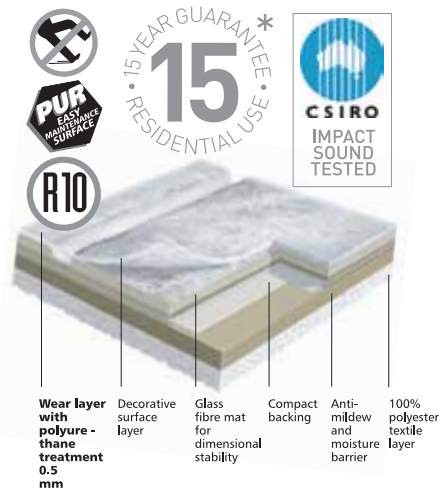 15 YEAR GUARANTEE
15
*
RESIDENTIAL USE
CSIRO
IMPACT
SOUND
TESTED
PUR
EASY
MAINTENANCE
SURFACE
R10
Wear layer
with
polyure -
thane
treatment
0.5
mm
Decorative
surface
layer
Glass
fibre mat
for
dimensional
stability
Compact
backing
Anti-
mildew
and
moisture
barrier
100%
polyester
textile
layer